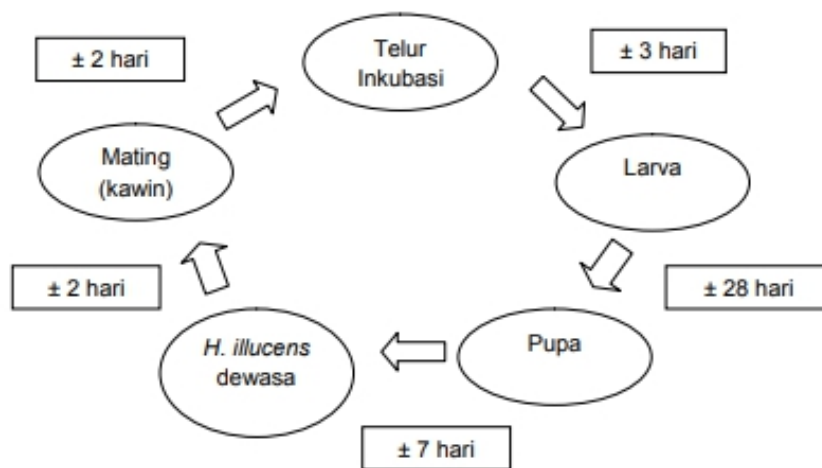 Telur
Inkubasi
± 3 hari
Larva
± 28 hari
Pupa
± 7 hari
H. illucens
dewasa
± 2 hari
Mating
(kawin)
± 2 hari